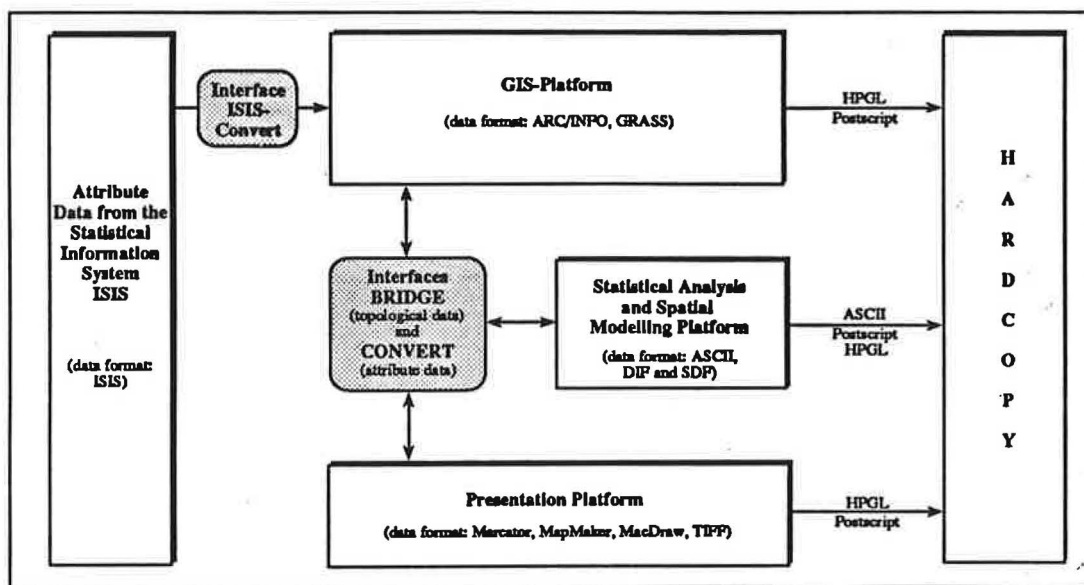 Attribute
Data from the
Statistical
Information
System
ISIS
(data format:
ISIS)
Interface
ISIS-
Convert
GIS-Platform
(data format: ARC/INFO, GRASS)
HPGL
Postscript
Interfaces
BRIDGE
(topological data)
and
CONVERT
(attribute data)
Statistical Analysis
and Spatial
Modelling Platform
(data format: ASCII,
DIF and SDF)
ASCII
Postscript
HPGL
Presentation Platform
(data format: Mercator, MapMaker, MacDraw, TIFF)
HPGL
Postscript
H
A
R
D
C
O
P
Y